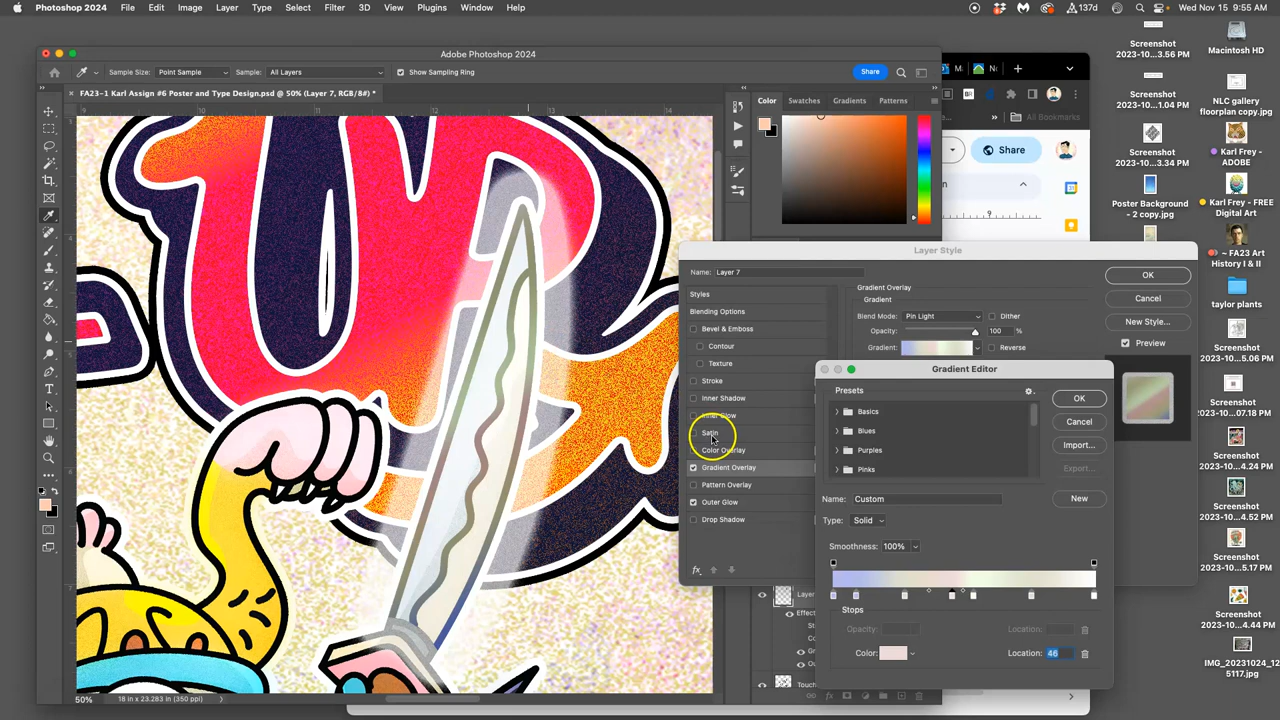 Photoshop 2024 File Edit Image Layer Type Select Filter 3D View Plugins Window Help 137d Wed Nov 15 9:55 AM
Adobe Photoshop 2024
Sample Size: Point Sample Sample: All Layers Show Sampling Ring Share
× FA23-1 Karl Assign #6 Poster and Type Design.psd @ 50% (Layer 7, RGB/8#) *
9 11 12 13 14
Color Swatches Gradients Patterns
All Bookmarks
Share
9
Layer Style
Name: Layer 7
Styles
Blending Options
Bevel & Emboss
Contour
Texture
Stroke
Inner Shadow
Inner Glow
Satin
Color Overlay
Gradient Overlay
Pattern Overlay
Outer Glow
Drop Shadow
fx
Gradient Overlay
Gradient
Blend Mode: Pin Light Dither
Opacity: 100 %
Gradient: Reverse
OK
Cancel
New Style...
Preview
Gradient Editor
Presets
Basics
Blues
Purples
Pinks
OK
Cancel
Import...
Export...
New
Name: Custom
Type: Solid
Smoothness: 100%
Stops
Opacity: Location:
Color: Location: 46
Layer
Effect
Touch
50% 18 in x 23.283 in (350 ppi)
Screenshot
2023-10...3.56 PM
Macintosh HD
Screenshot
2023-10...1.04 PM
NLC gallery
floorplan copy.jpg
Screenshot
2023-10...3.34 PM
Karl Frey -
ADOBE
Poster Background
- 2 copy.jpg
Karl Frey - FREE
Digital Art
~ FA23 Art
History I & II
taylor plants
Screenshot
2023-10...5.06 PM
Screenshot
2023-10...07.18 PM
Screenshot
2023-10...4.24 PM
Screenshot
2023-10...4.52 PM
Screenshot
2023-10...5.17 PM
Screenshot
2023-10...4.44 PM
IMG_20231024_12
5117.jpg